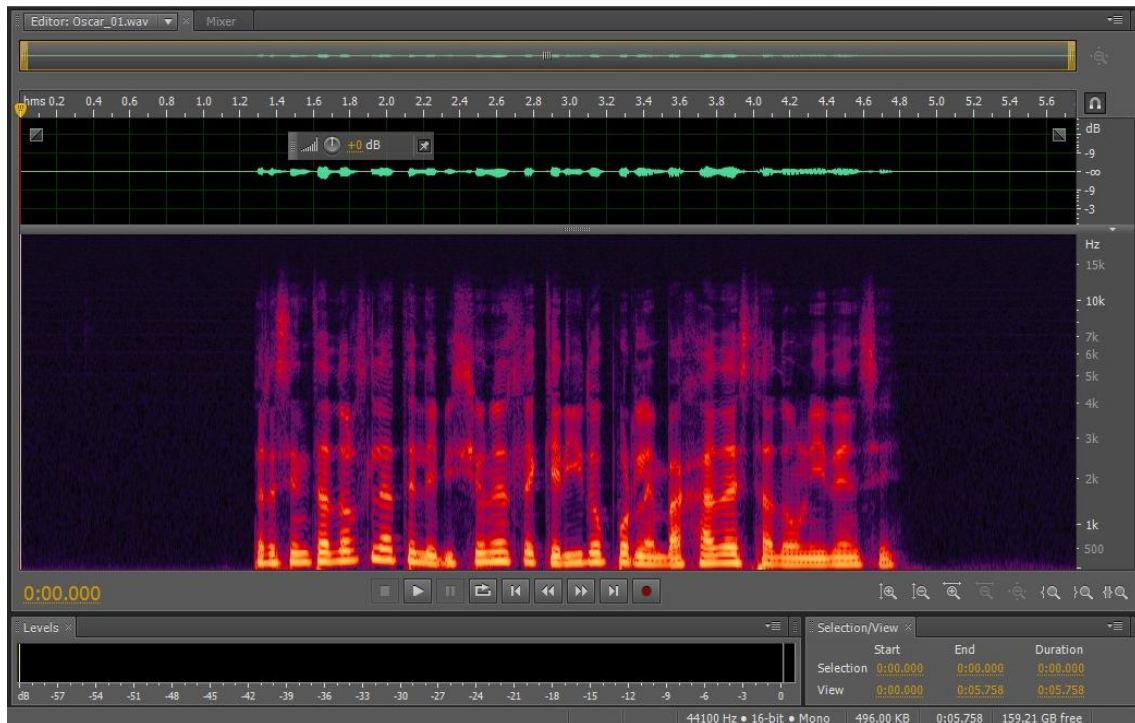 Editor: Oscar_01.wav Mixer
hms 0.2 0.4 0.6 0.8 1.0 1.2 1.4 1.6 1.8 2.0 2.2 2.4 2.6 2.8 3.0 3.2 3.4 3.6 3.8 4.0 4.2 4.4 4.6 4.8 5.0 5.2 5.4 5.6
dB
+0 dB
-9
-∞
-9
-3
Hz
15k
10k
7k
6k
5k
4k
3k
2k
1k
500
0:00.000
Levels Selection/View
Start End Duration
Selection 0:00.000 0:00.000 0:00.000
View 0:00.000 0:05.758 0:05.758
dB -57 -54 -51 -48 -45 -42 -39 -36 -33 -30 -27 -24 -21 -18 -15 -12 -9 -6 -3 0
44100 Hz • 16-bit • Mono 496.00 KB 0:05.758 159.21 GB free